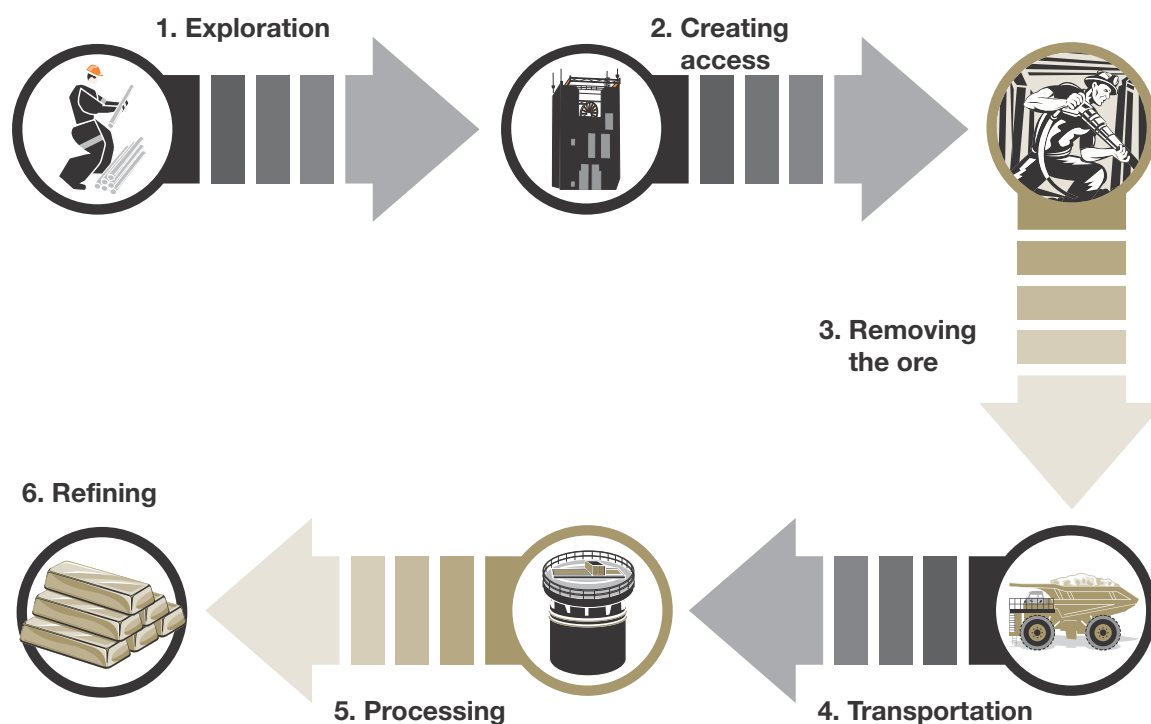 1. Exploration
2. Creating
access
3. Removing
the ore
4. Transportation
5. Processing
6. Refining